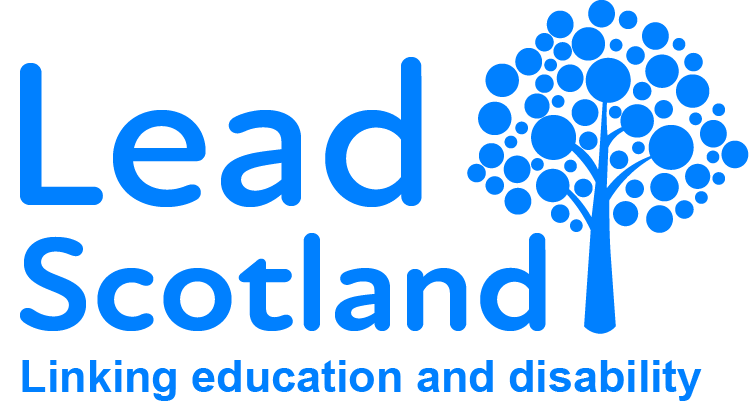 Lead
Scotland
Linking education and disability